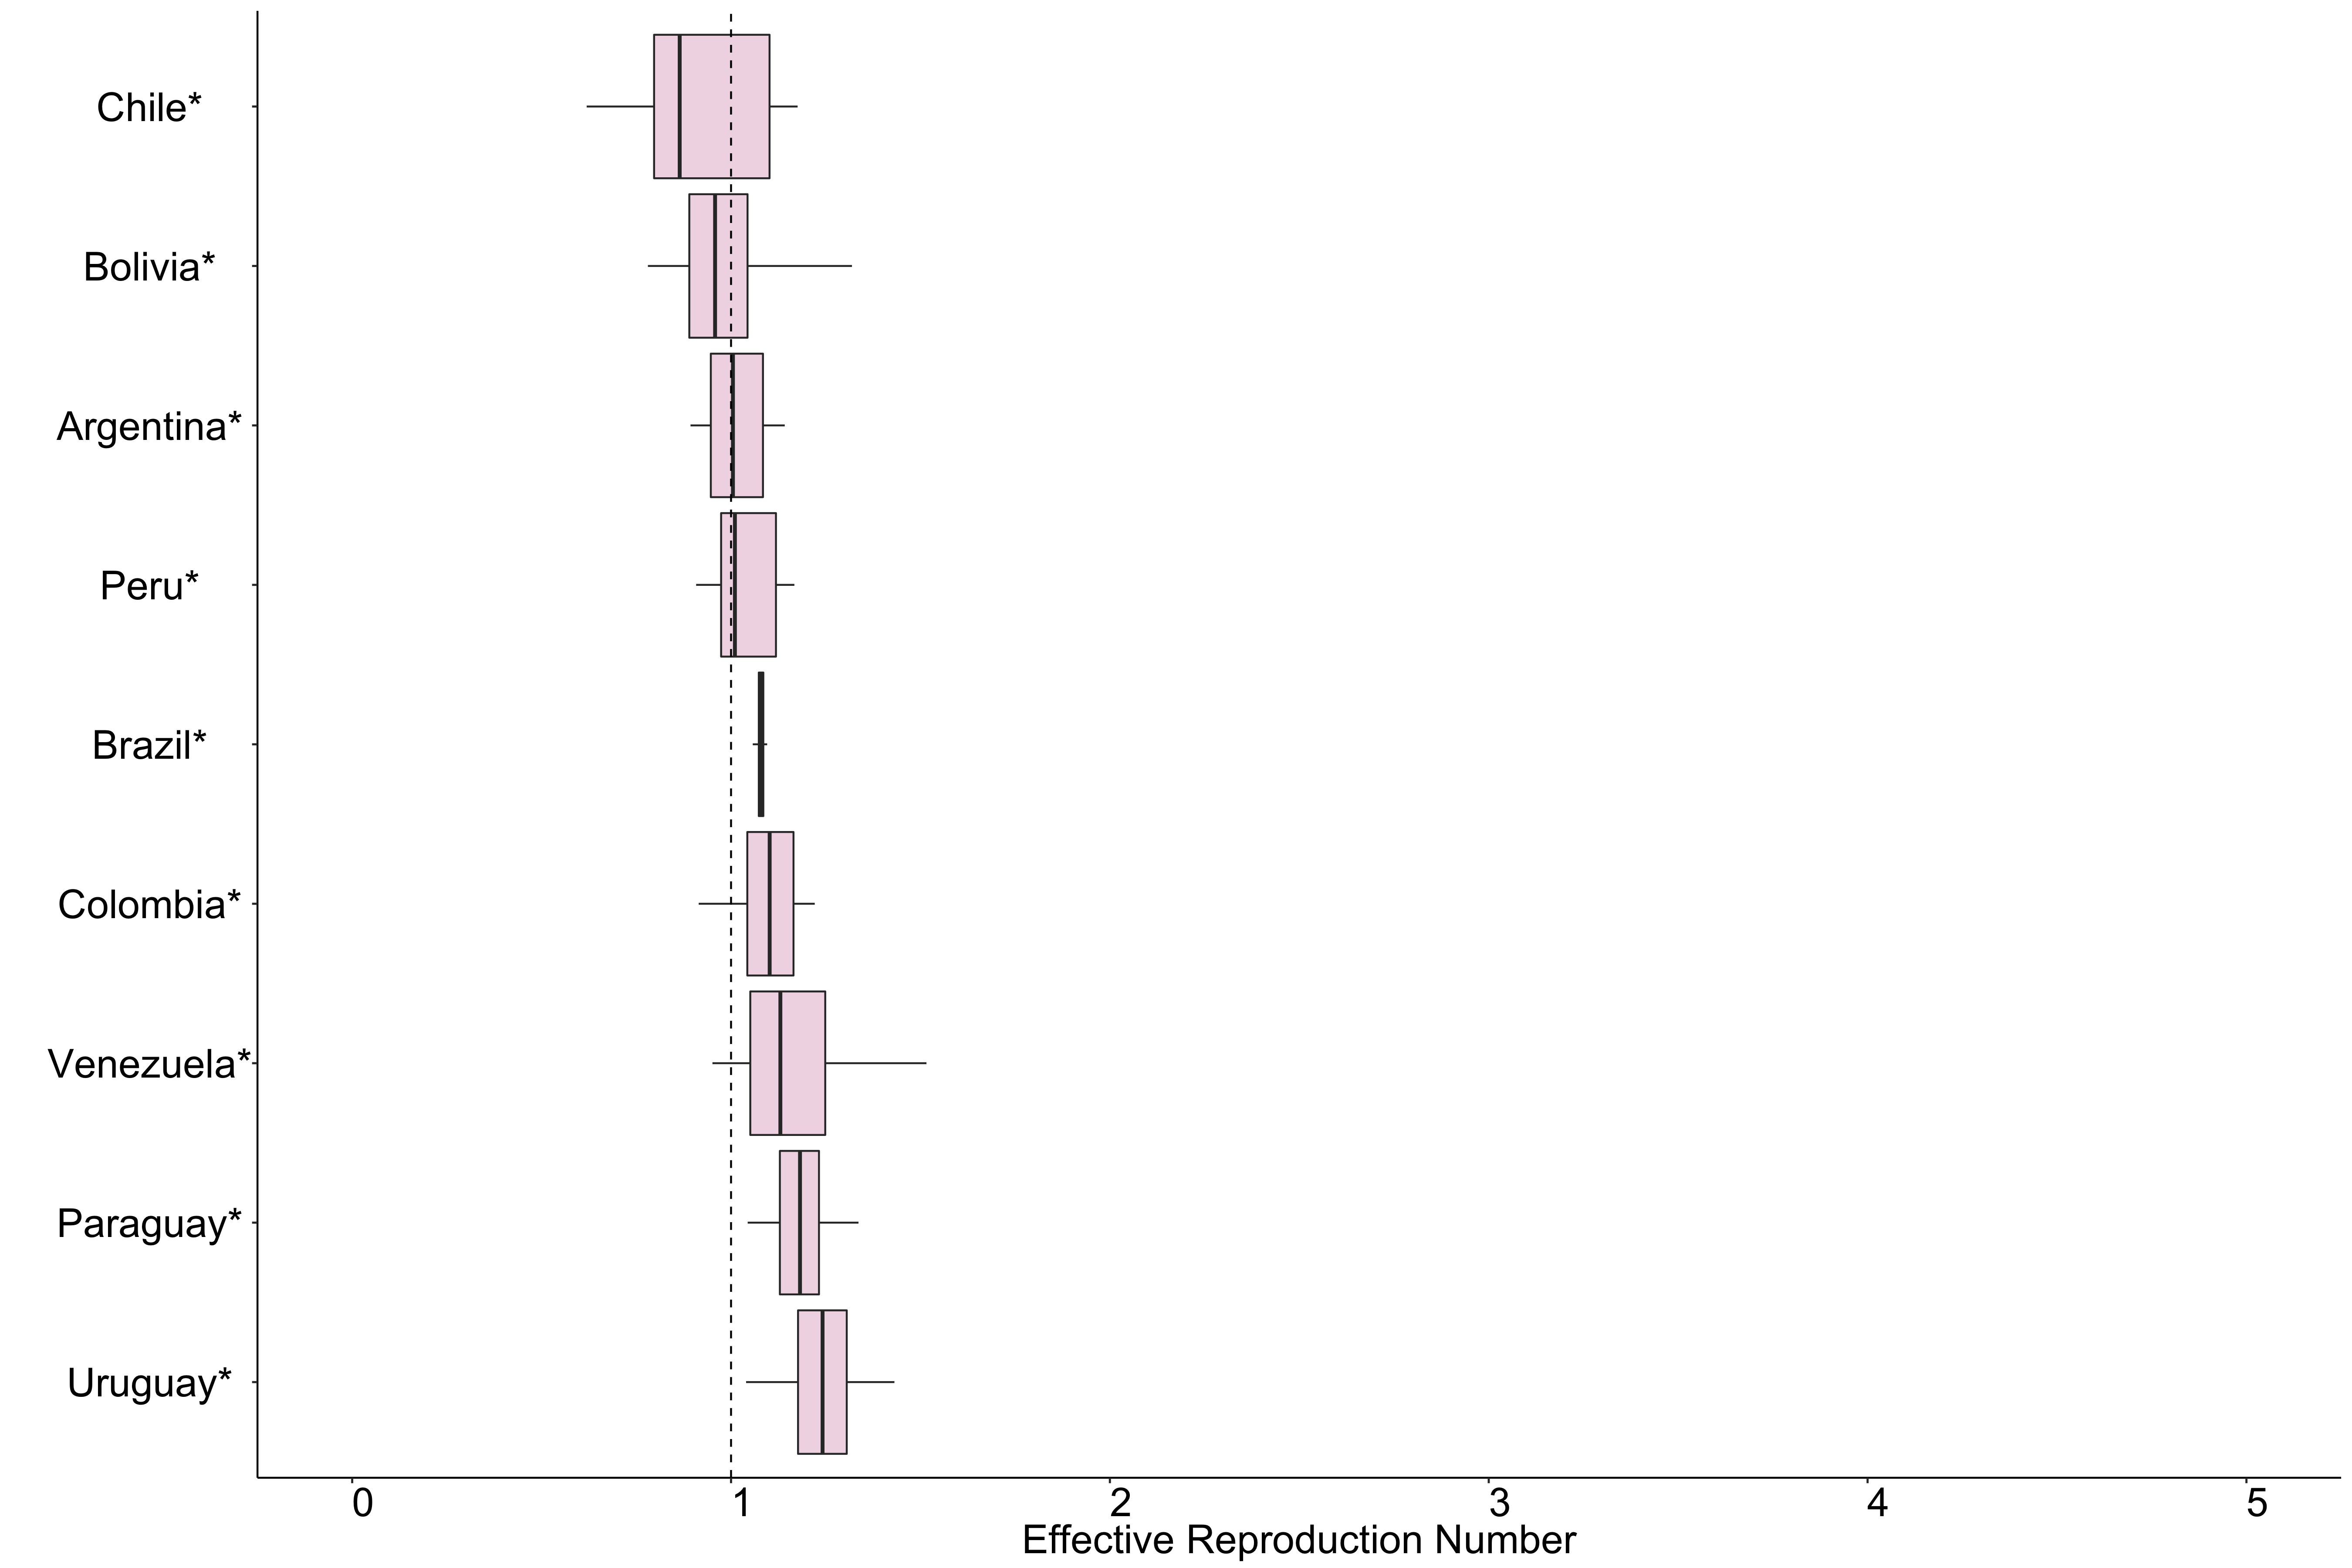 Chile*
Bolivia*
Argentina*
Peru*
Brazil*
Colombia*
Venezuela*
Paraguay*
Uruguay*
0 1 2 3 4 5
Effective Reproduction Number